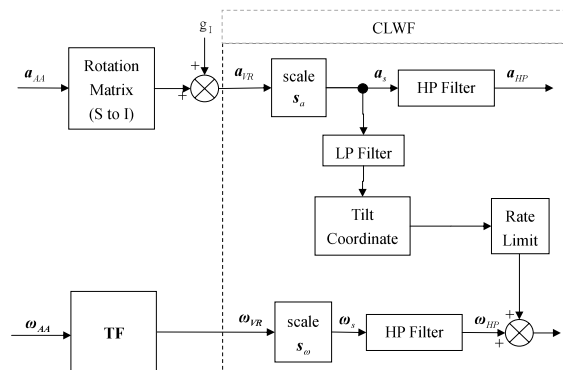 g_I
CLWF
+
a_AA
Rotation
Matrix
(S to I)
+
a_VR
scale
s_a
a_s
HP Filter
a_HP
LP Filter
Tilt
Coordinate
Rate
Limit
+
ω_AA
TF
ω_VR
scale
s_ω
ω_s
HP Filter
ω_HP
+